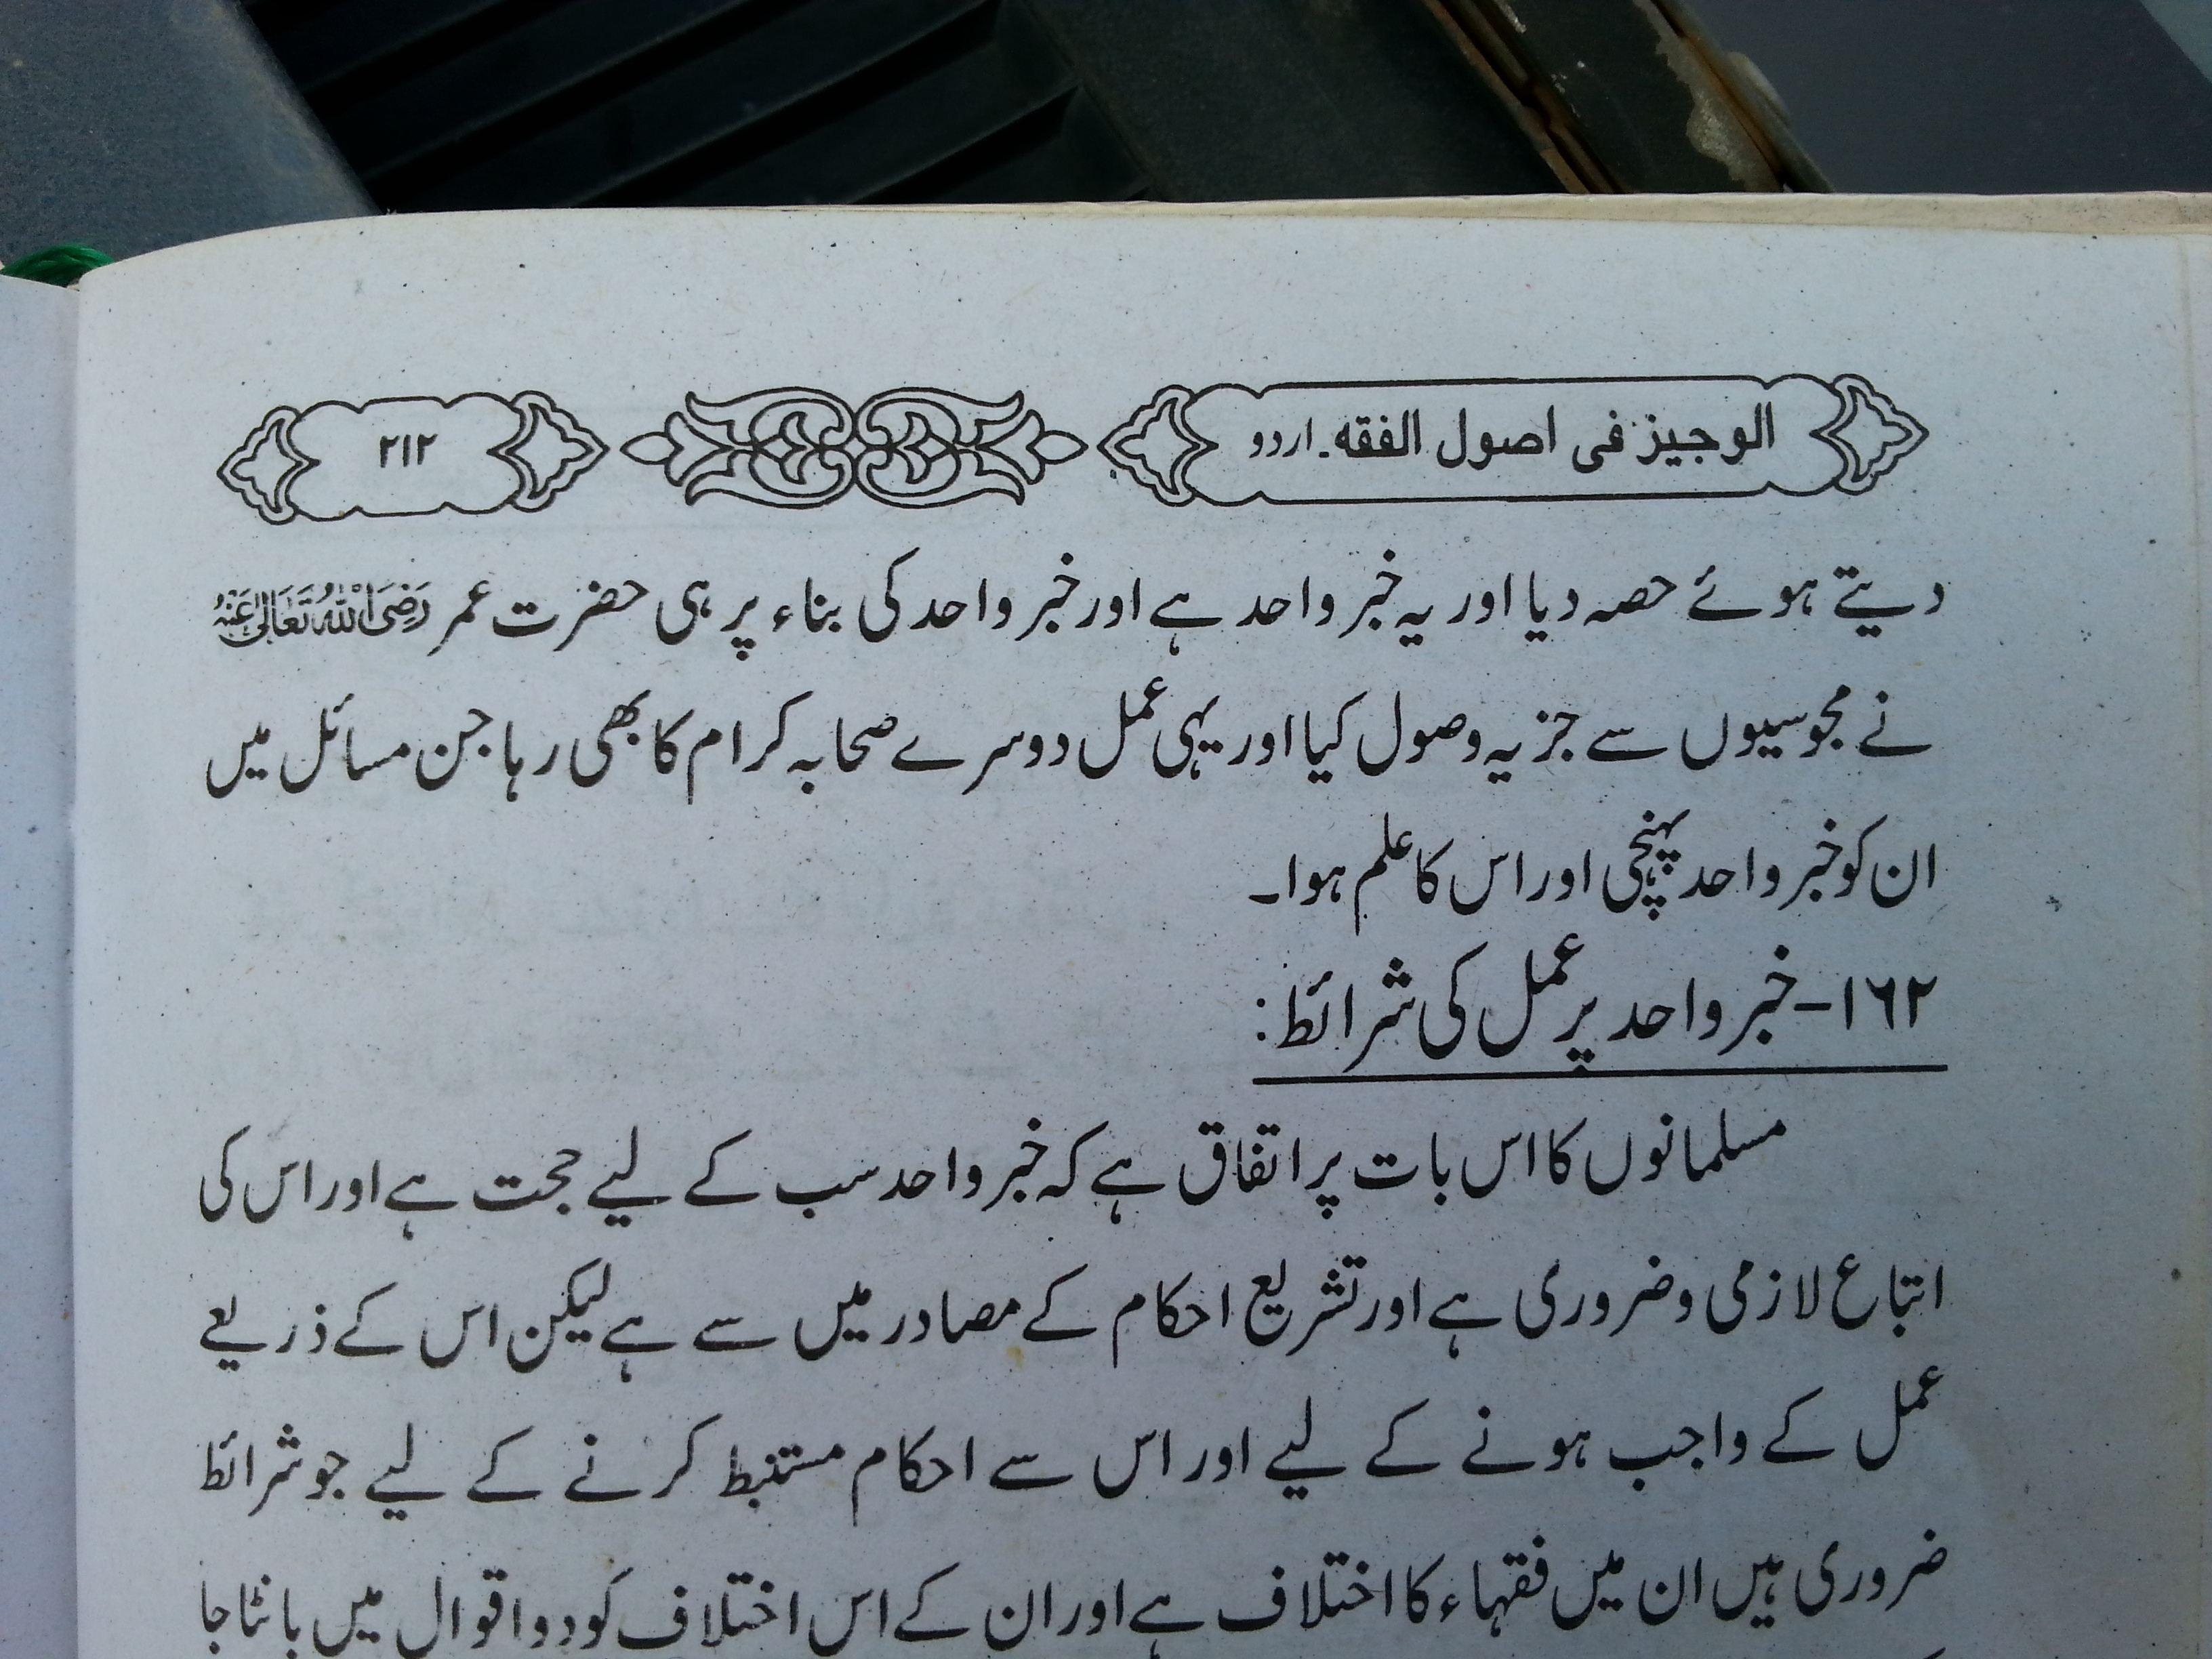 الوجیز فی اصول الفقہ۔ اردو
۲۱۲
دیتے ہوئے حصہ دیا اور یہ خبر واحد ہے اور خبر واحد کی بناء پر ہی حضرت عمر رَضِیَ اللّٰہُ تَعَالٰی عَنْہُ
نے مجوسیوں سے جزیہ وصول کیا اور یہی عمل دوسرے صحابہ کرام کا بھی رہا جن مسائل میں
ان کو خبر واحد پہنچی اور اس کا علم ہوا۔
۱۶۲- خبر واحد پر عمل کی شرائط:
مسلمانوں کا اس بات پر اتفاق ہے کہ خبر واحد سب کے لیے حجت ہے اور اس کی
اتباع لازمی و ضروری ہے اور تشریع احکام کے مصادر میں سے ہے لیکن اس کے ذریعے
عمل کے واجب ہونے کے لیے اور اس سے احکام مستنبط کرنے کے لیے جو شرائط
ضروری ہیں ان میں فقہاء کا اختلاف ہے اور ان کے اس اختلاف کو دو اقوال میں بانٹا جا